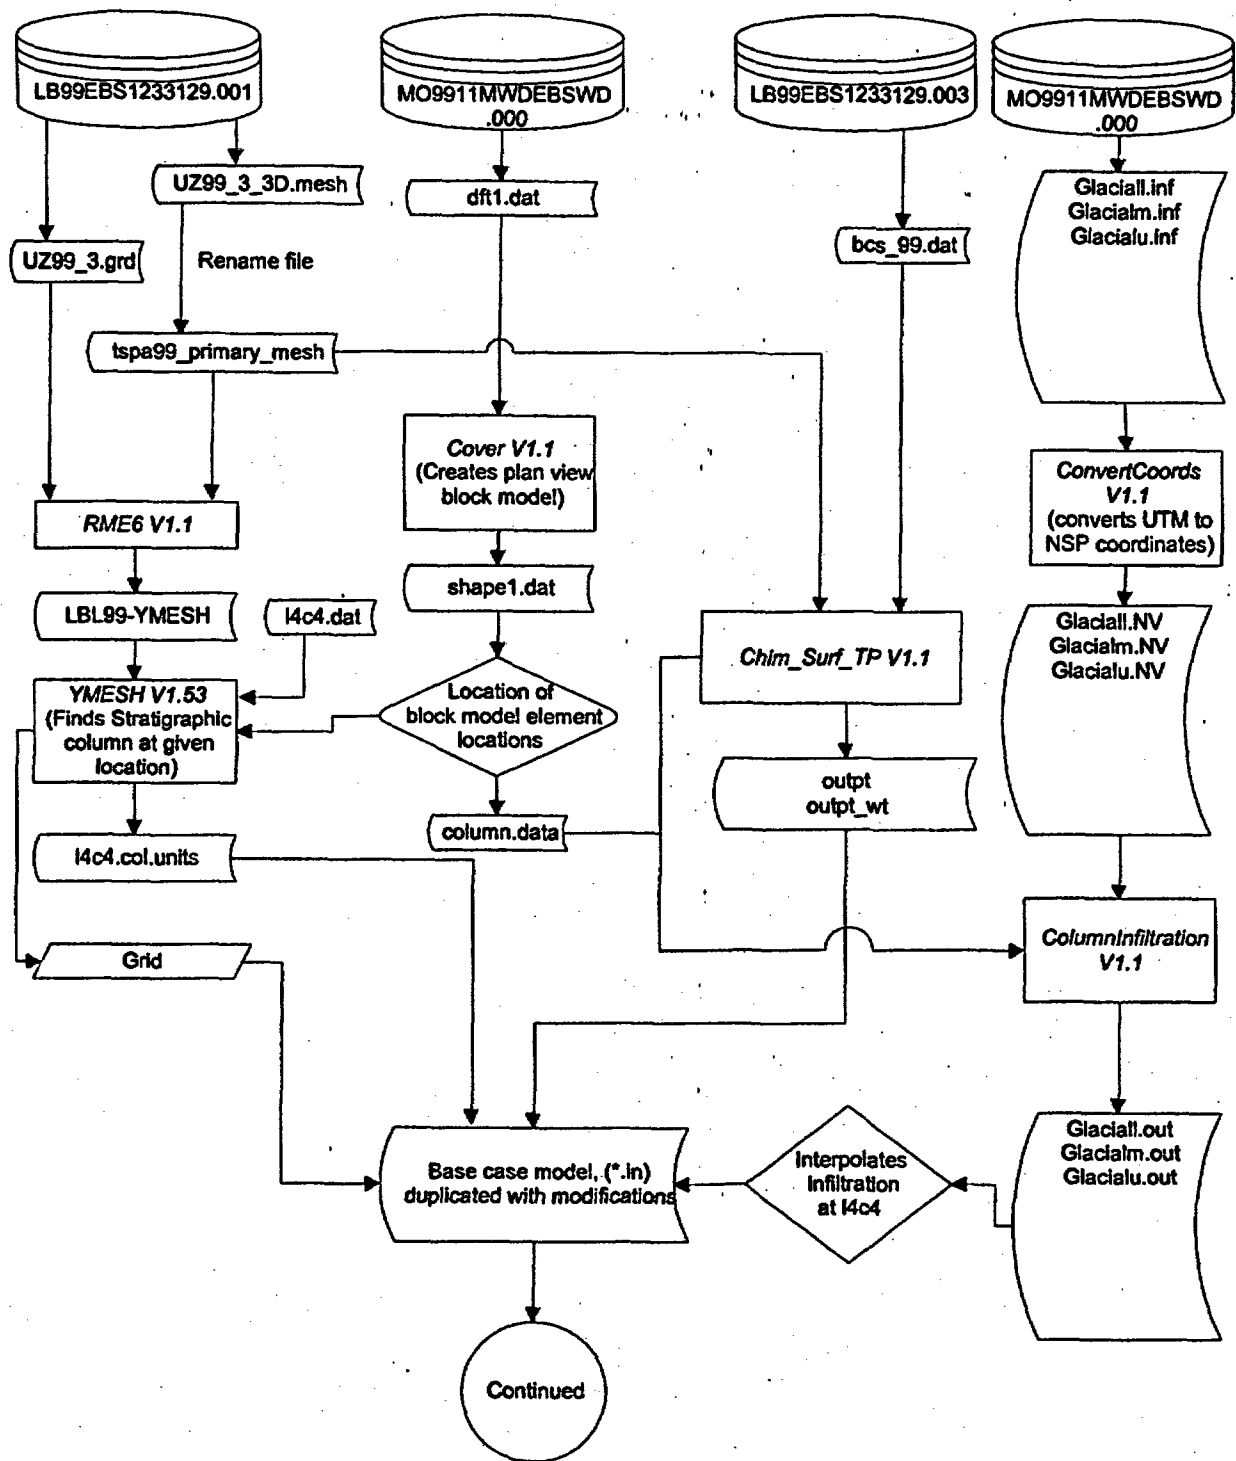 LB99EBS1233129.001
MO9911MWDEBSWD
.000
LB99EBS1233129.003
MO9911MWDEBSWD
.000
UZ99_3_3D.mesh
dft1.dat
Glaciall.inf
Glacialm.inf
Glacialu.inf
UZ99_3.grd
Rename file
bcs_99.dat
tspa99_primary_mesh
Cover V1.1
(Creates plan view
block model)
ConvertCoords
V1.1
(converts UTM to
NSP coordinates)
RME6 V1.1
shape1.dat
LBL99-YMESH
l4c4.dat
Glaciall.NV
Glacialm.NV
Glacialu.NV
Chim_Surf_TP V1.1
YMESH V1.53
(Finds Stratigraphic
column at given
location)
Location of
block model element
locations
outpt
outpt_wt
column.data
l4c4.col.units
Grid
ColumnInfiltration
V1.1
Base case model, (*.in)
duplicated with modifications
Interpolates
Infiltration
at l4c4
Glaciall.out
Glacialm.out
Glacialu.out
Continued